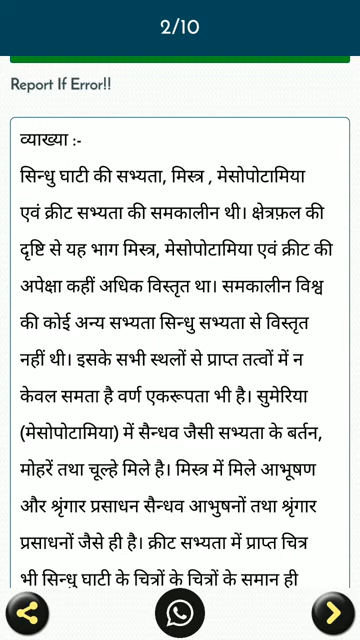 2/10
Report If Error!!
व्याख्या :-
सिन्धु घाटी की सभ्यता, मिस्त्र , मेसोपोटामिया
एवं क्रीट सभ्यता की समकालीन थी। क्षेत्रफ़ल की
दृष्टि से यह भाग मिस्त्र, मेसोपोटामिया एवं क्रीट की
अपेक्षा कहीं अधिक विस्तृत था। समकालीन विश्व
की कोई अन्य सभ्यता सिन्धु सभ्यता से विस्तृत
नहीं थी। इसके सभी स्थलों से प्राप्त तत्वों में न
केवल समता है वर्ण एकरूपता भी है। सुमेरिया
(मेसोपोटामिया) में सैन्धव जैसी सभ्यता के बर्तन,
मोहरें तथा चूल्हे मिले है। मिस्त्र में मिले आभूषण
और श्रृंगार प्रसाधन सैन्धव आभुषनों तथा श्रृंगार
प्रसाधनों जैसे ही है। क्रीट सभ्यता में प्राप्त चित्र
भी सिन्धु घाटी के चित्रों के चित्रों के समान ही